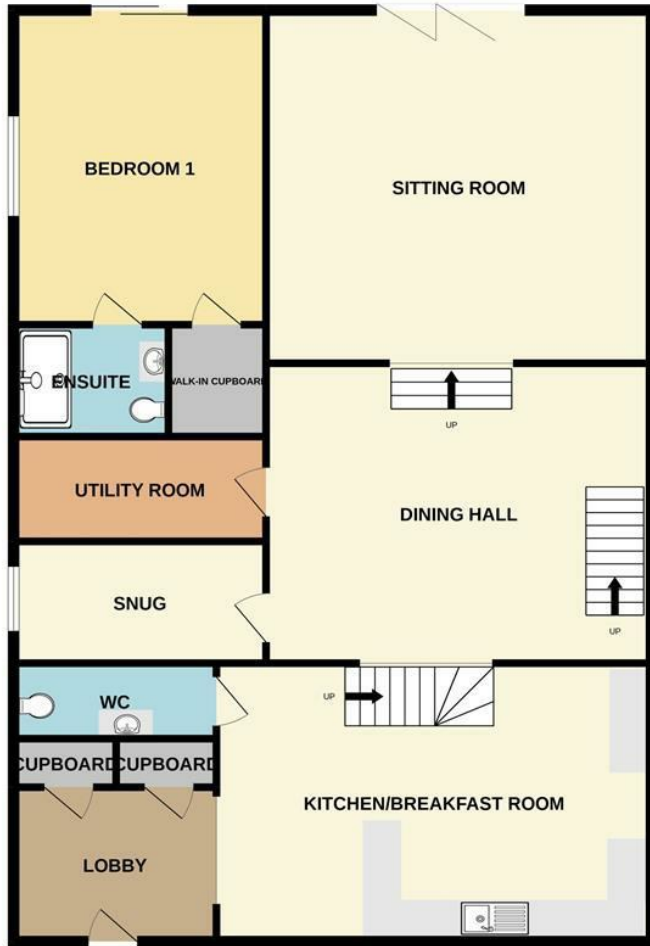 BEDROOM 1
SITTING ROOM
ENSUITE
WALK-IN CUPBOARD
UP
UTILITY ROOM
DINING HALL
SNUG
UP
UP
WC
CUPBOARD
CUPBOARD
KITCHEN/BREAKFAST ROOM
LOBBY